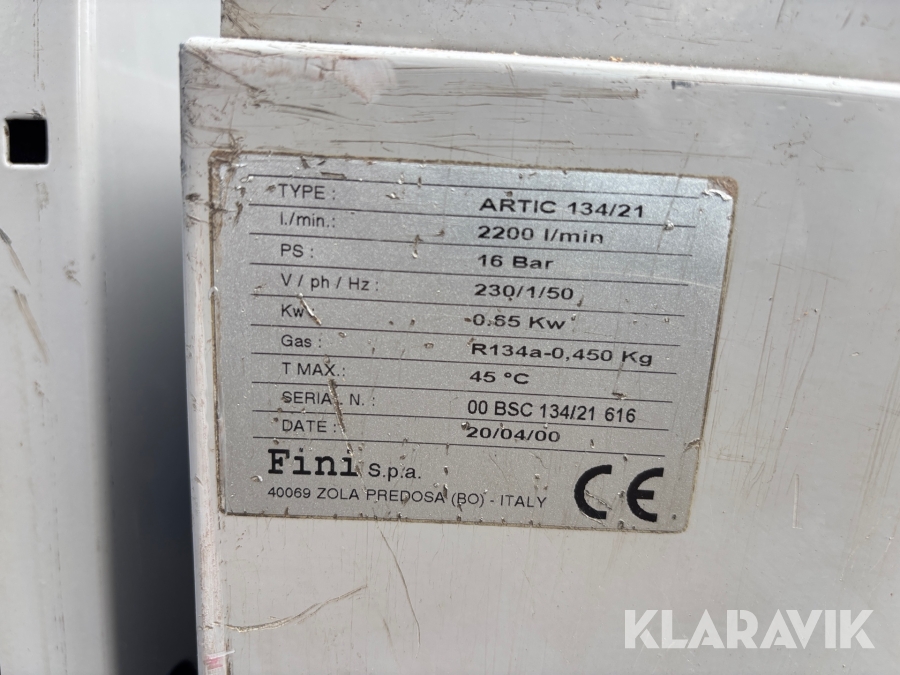 KLARAVIK
TYPE : ARTIC 134/21
l./min.: 2200 l/min
PS : 16 Bar
V / ph / Hz : 230/1/50
Kw 0.65 Kw
Gas : R134a-0,450 Kg
T MAX.: 45 °C
SERIAL N. : 00 BSC 134/21 616
DATE : 20/04/00
Fini S.p.a.
40069 ZOLA PREDOSA (BO) - ITALY
CE
KLARAVIK